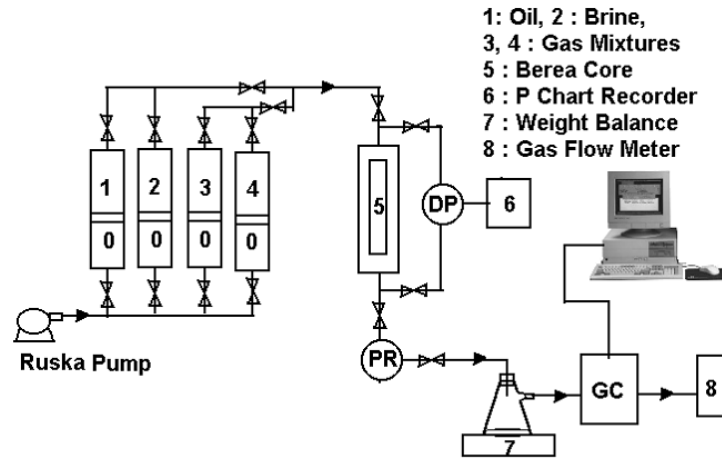 1: Oil, 2 : Brine,
3, 4 : Gas Mixtures
5 : Berea Core
6 : P Chart Recorder
7 : Weight Balance
8 : Gas Flow Meter
1 2 3 4
0 0 0 0
5
DP
6
Ruska Pump
PR
GC
8
7